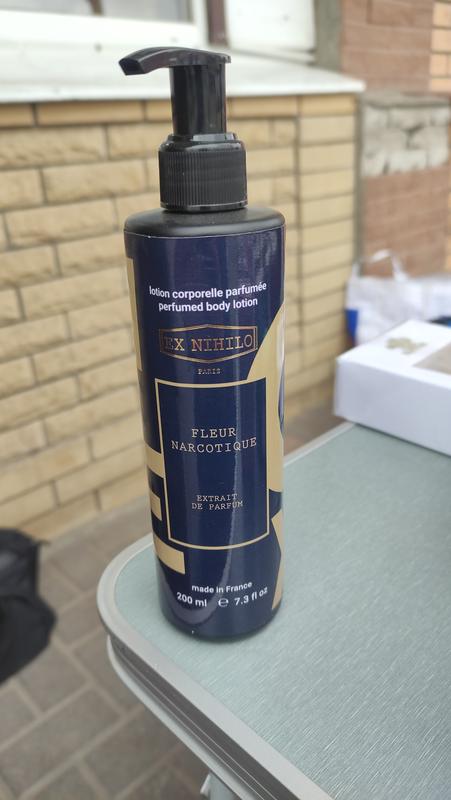 lotion corporelle parfumée
perfumed body lotion
EX NIHILO
PARIS
FLEUR
NARCOTIQUE
EXTRAIT
DE PARFUM
made in France
200 ml ℮ 7.3 fl oz